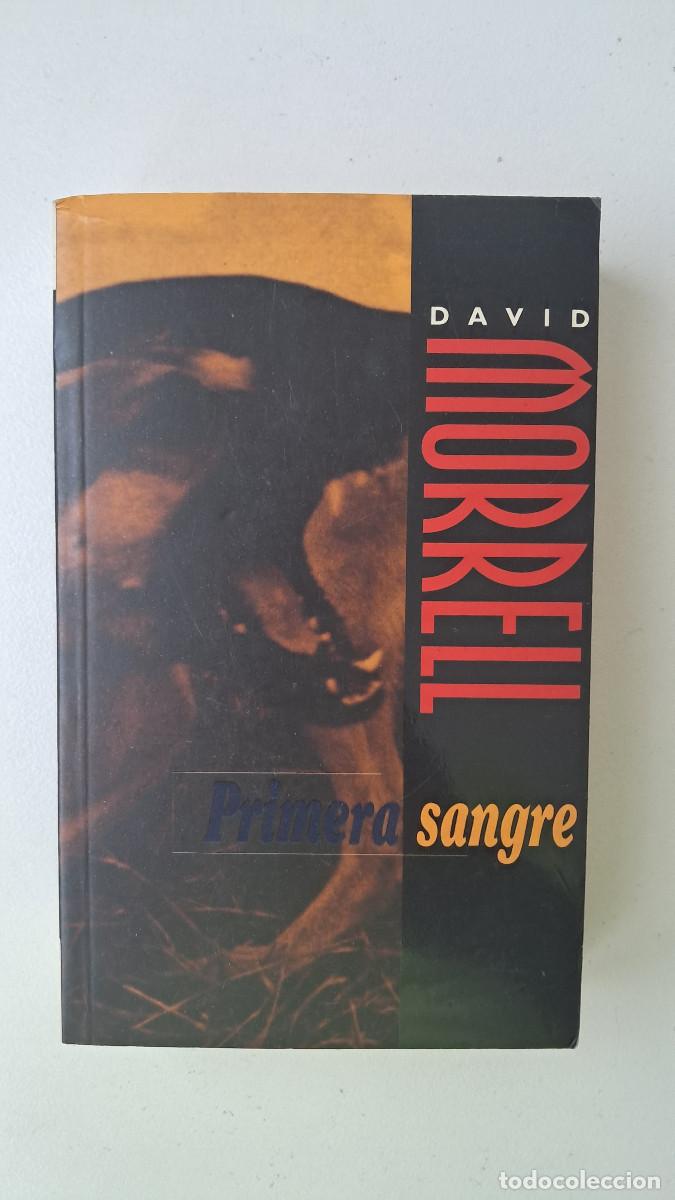 DAVID
MORRELL
Primera sangre
todocoleccion